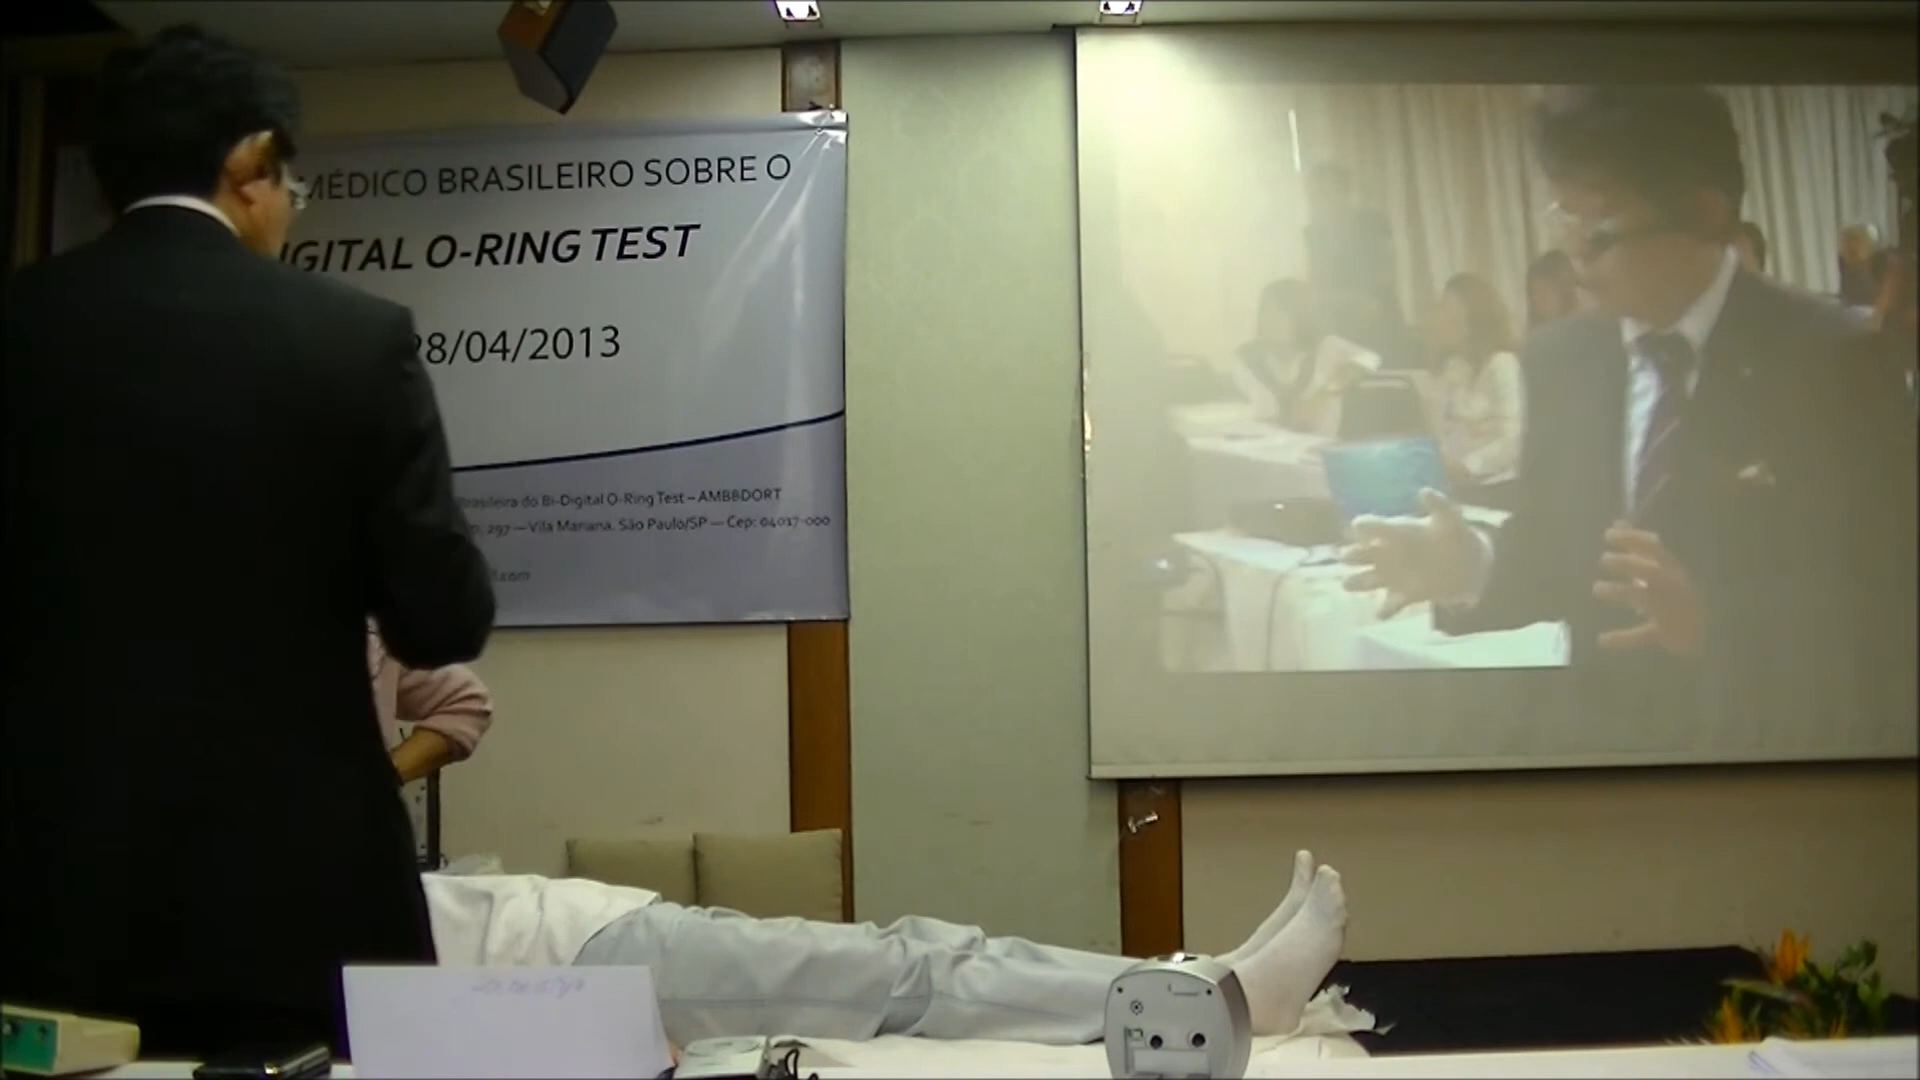 MÉDICO BRASILEIRO SOBRE O
IGITAL O-RING TEST
28/04/2013
Brasileira do Bi-Digital O-Ring Test – AMBBDORT
297 – Vila Mariana. São Paulo/SP – Cep: 04017-000
l.com